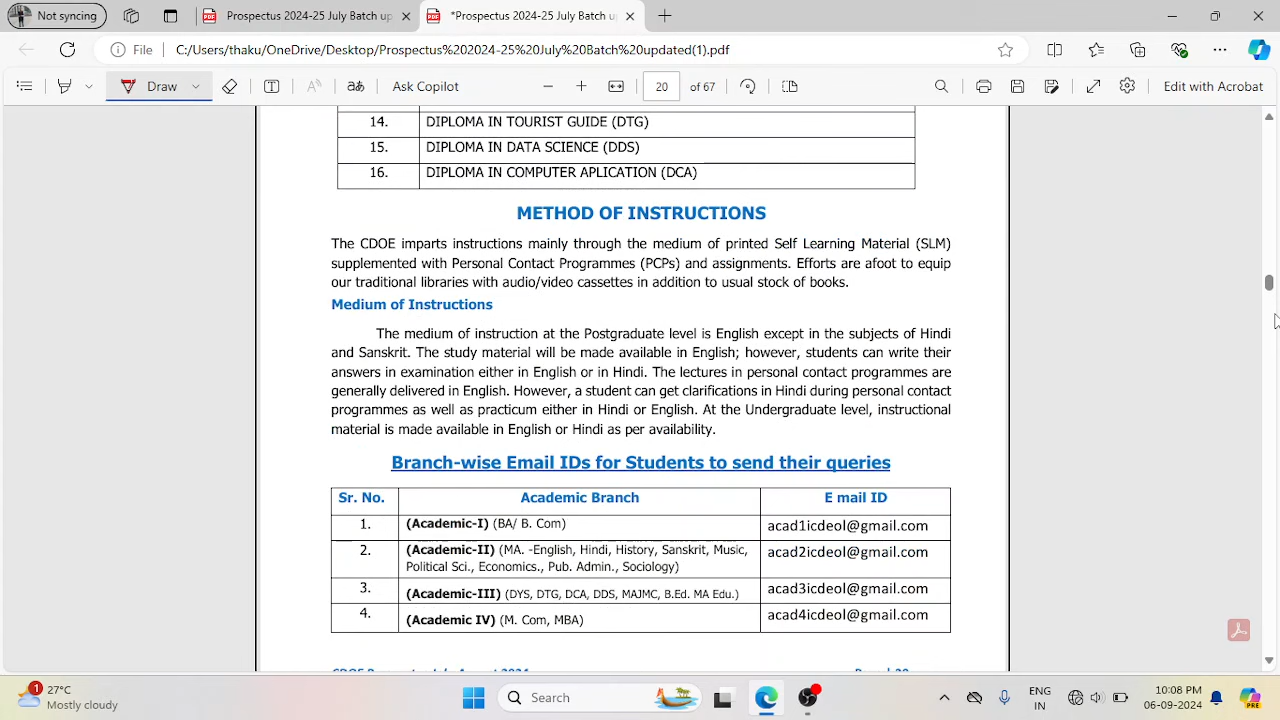 Not syncing
Prospectus 2024-25 July Batch up
*Prospectus 2024-25 July Batch up
File
C:/Users/thaku/OneDrive/Desktop/Prospectus%202024-25%20July%20Batch%20updated(1).pdf
Draw
Ask Copilot
20
of 67
Edit with Acrobat
14. DIPLOMA IN TOURIST GUIDE (DTG)
15. DIPLOMA IN DATA SCIENCE (DDS)
16. DIPLOMA IN COMPUTER APLICATION (DCA)
METHOD OF INSTRUCTIONS
The CDOE imparts instructions mainly through the medium of printed Self Learning Material (SLM)
supplemented with Personal Contact Programmes (PCPs) and assignments. Efforts are afoot to equip
our traditional libraries with audio/video cassettes in addition to usual stock of books.
Medium of Instructions
The medium of instruction at the Postgraduate level is English except in the subjects of Hindi
and Sanskrit. The study material will be made available in English; however, students can write their
answers in examination either in English or in Hindi. The lectures in personal contact programmes are
generally delivered in English. However, a student can get clarifications in Hindi during personal contact
programmes as well as practicum either in Hindi or English. At the Undergraduate level, instructional
material is made available in English or Hindi as per availability.
Branch-wise Email IDs for Students to send their queries
Sr. No. Academic Branch E mail ID
1. (Academic-I) (BA/ B. Com) acad1icdeol@gmail.com
2. (Academic-II) (MA. -English, Hindi, History, Sanskrit, Music, acad2icdeol@gmail.com
Political Sci., Economics., Pub. Admin., Sociology)
3. (Academic-III) (DYS, DTG, DCA, DDS, MAJMC, B.Ed. MA Edu.) acad3icdeol@gmail.com
4. (Academic IV) (M. Com, MBA) acad4icdeol@gmail.com
1
27°C
Mostly cloudy
Search
ENG
IN
10:08 PM
06-09-2024
PRE